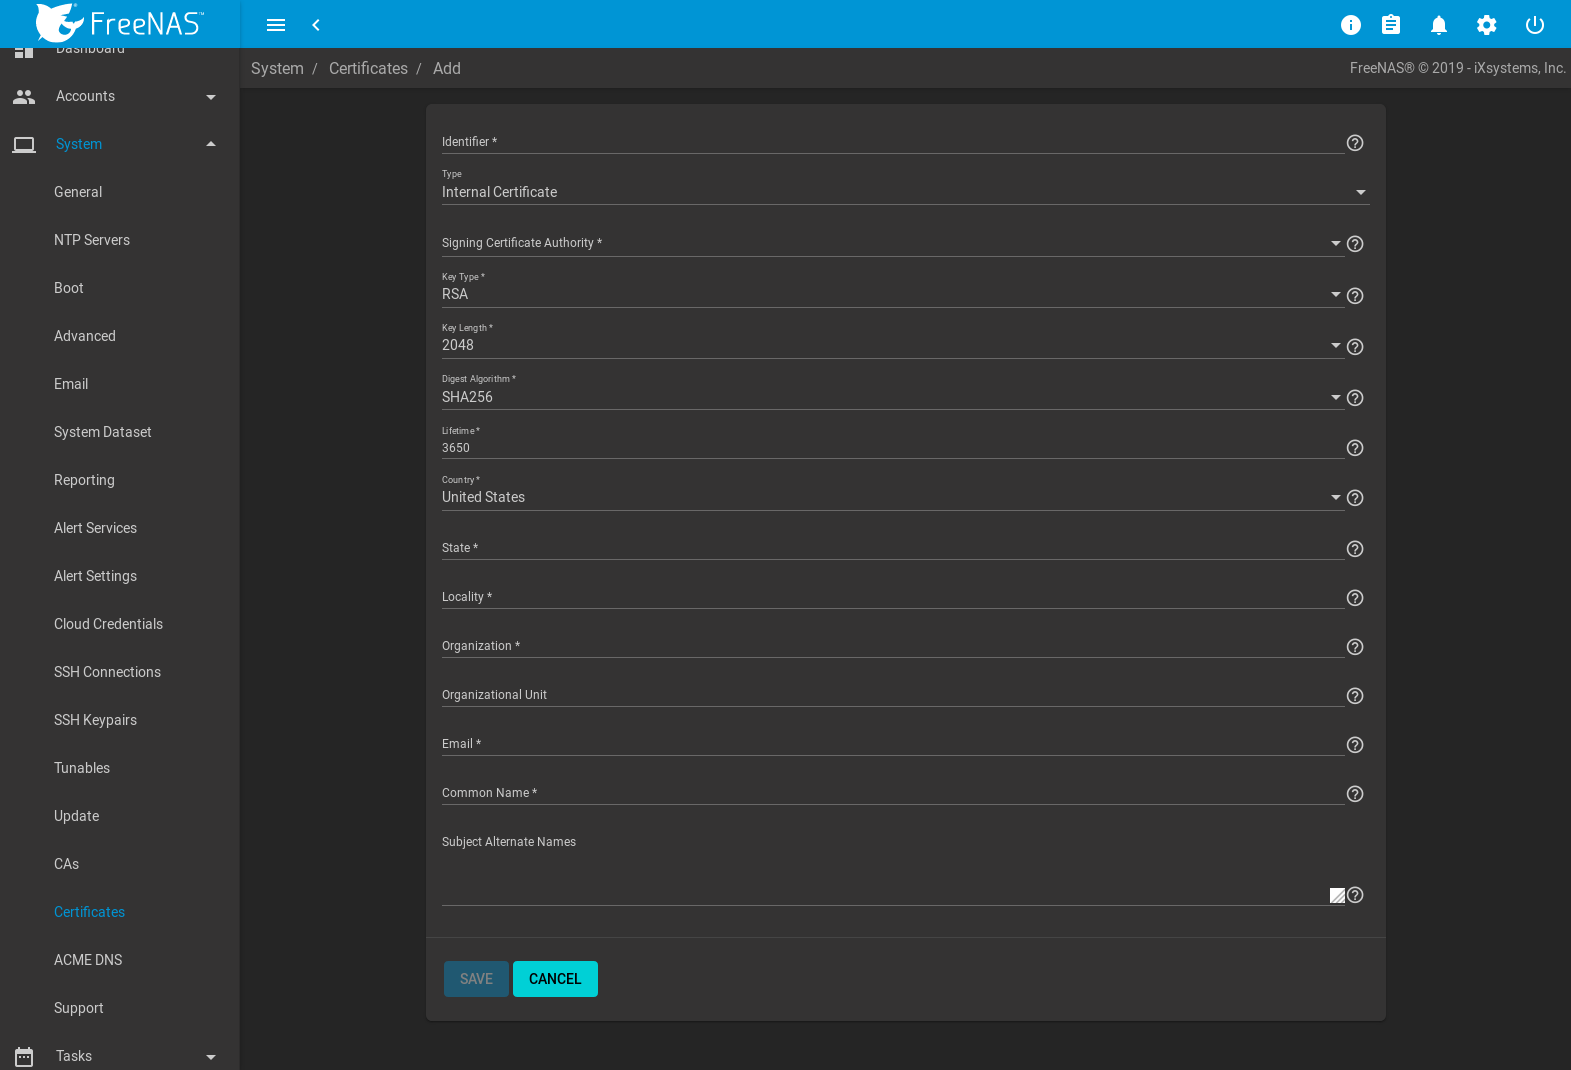 FreeNAS™
Dashboard
Accounts
System
General
NTP Servers
Boot
Advanced
Email
System Dataset
Reporting
Alert Services
Alert Settings
Cloud Credentials
SSH Connections
SSH Keypairs
Tunables
Update
CAs
Certificates
ACME DNS
Support
Tasks
System / Certificates / Add
FreeNAS® © 2019 - iXsystems, Inc.
Identifier *
Type
Internal Certificate
Signing Certificate Authority *
Key Type *
RSA
Key Length *
2048
Digest Algorithm *
SHA256
Lifetime *
3650
Country *
United States
State *
Locality *
Organization *
Organizational Unit
Email *
Common Name *
Subject Alternate Names
SAVE CANCEL